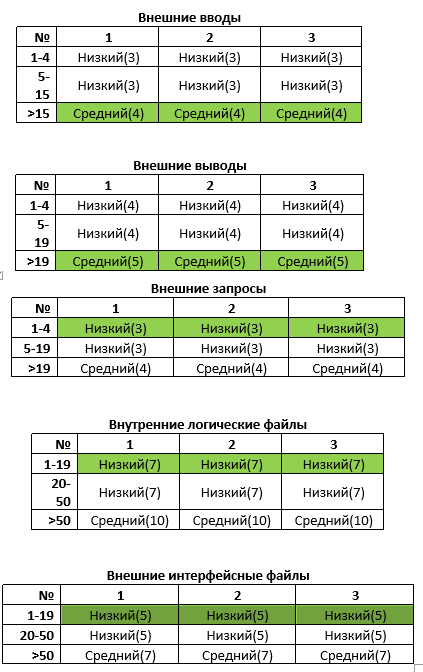 Внешние вводы
№ 1 2 3
1-4 Низкий(3) Низкий(3) Низкий(3)
5-
15 Низкий(3) Низкий(3) Низкий(3)
>15 Средний(4) Средний(4) Средний(4)
Внешние выводы
№ 1 2 3
1-4 Низкий(4) Низкий(4) Низкий(4)
5-
19 Низкий(4) Низкий(4) Низкий(4)
>19 Средний(5) Средний(5) Средний(5)
Внешние запросы
№ 1 2 3
1-4 Низкий(3) Низкий(3) Низкий(3)
5-19 Низкий(3) Низкий(3) Низкий(3)
>19 Средний(4) Средний(4) Средний(4)
Внутренние логические файлы
№ 1 2 3
1-19 Низкий(7) Низкий(7) Низкий(7)
20-
50 Низкий(7) Низкий(7) Низкий(7)
>50 Средний(10) Средний(10) Средний(10)
Внешние интерфейсные файлы
№ 1 2 3
1-19 Низкий(5) Низкий(5) Низкий(5)
20-50 Низкий(5) Низкий(5) Низкий(5)
>50 Средний(7) Средний(7) Средний(7)